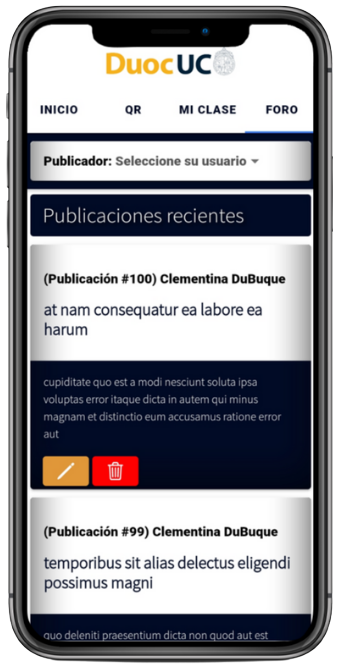 DuocUC
INICIO QR MI CLASE FORO
Publicador: Seleccione su usuario
Publicaciones recientes
(Publicación #100) Clementina DuBuque
at nam consequatur ea labore ea
harum
cupiditate quo est a modi nesciunt soluta ipsa
voluptas error itaque dicta in autem qui minus
magnam et distinctio eum accusamus ratione error
aut
(Publicación #99) Clementina DuBuque
temporibus sit alias delectus eligendi
possimus magni
quo deleniti praesentium dicta non quod aut est